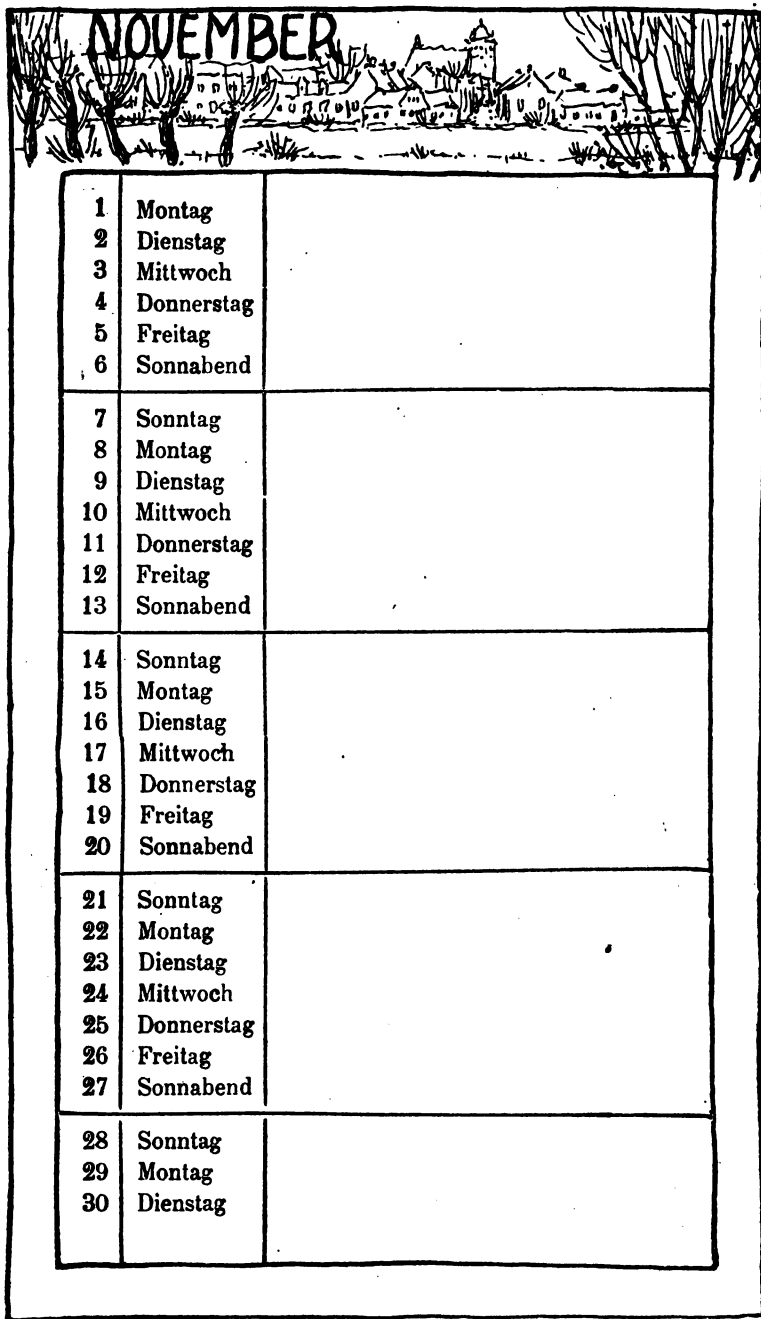 NOVEMBER
1 Montag
2 Dienstag
3 Mittwoch
4 Donnerstag
5 Freitag
6 Sonnabend
7 Sonntag
8 Montag
9 Dienstag
10 Mittwoch
11 Donnerstag
12 Freitag
13 Sonnabend
14 Sonntag
15 Montag
16 Dienstag
17 Mittwoch
18 Donnerstag
19 Freitag
20 Sonnabend
21 Sonntag
22 Montag
23 Dienstag
24 Mittwoch
25 Donnerstag
26 Freitag
27 Sonnabend
28 Sonntag
29 Montag
30 Dienstag